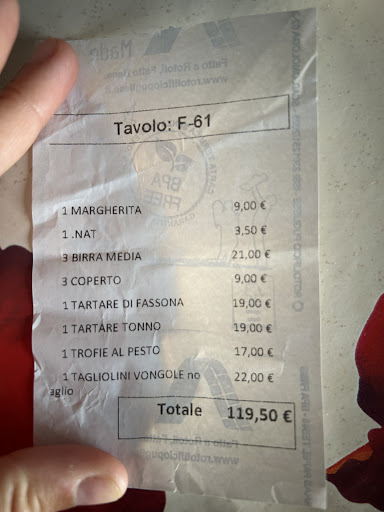 Tavolo: F-61
1 MARGHERITA 9,00 €
1 .NAT 3,50 €
3 BIRRA MEDIA 21,00 €
3 COPERTO 9,00 €
1 TARTARE DI FASSONA 19,00 €
1 TARTARE TONNO 19,00 €
1 TROFIE AL PESTO 17,00 €
1 TAGLIOLINI VONGOLE no 22,00 €
aglio
Totale 119,50 €
BPA
FREE